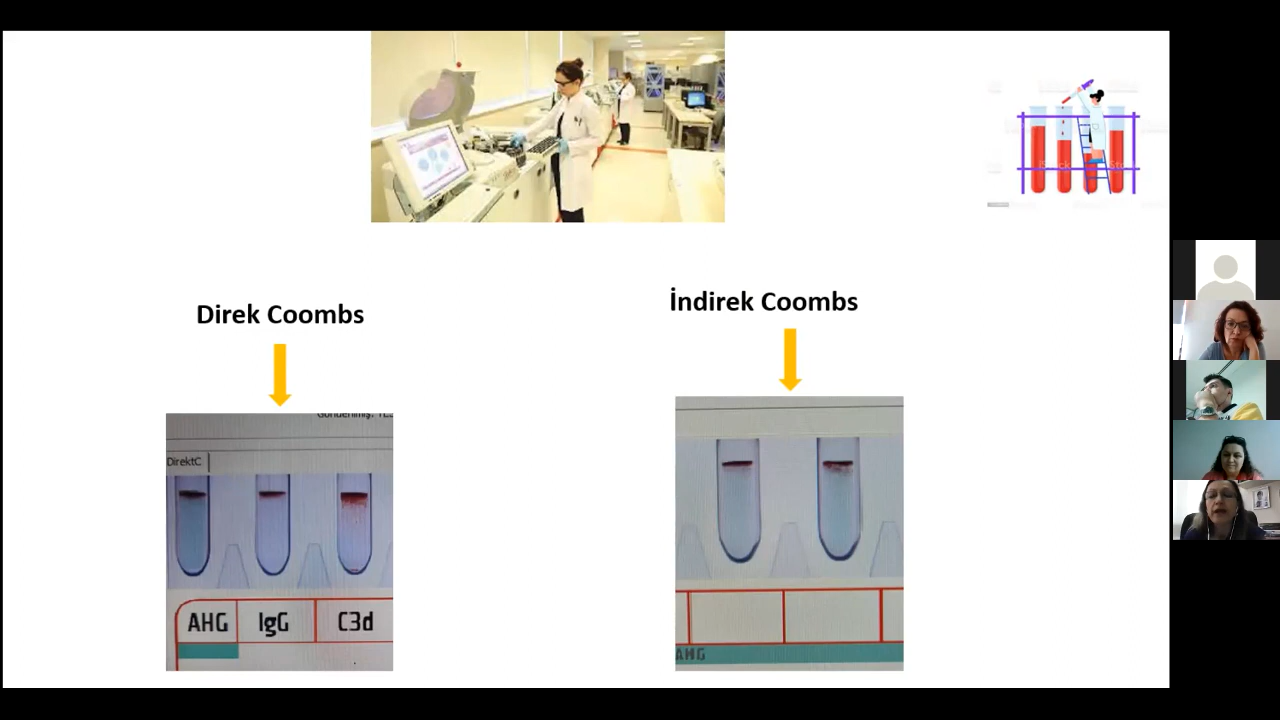 Direk Coombs
İndirek Coombs
DirektC
AHG IgG C3d
AHG